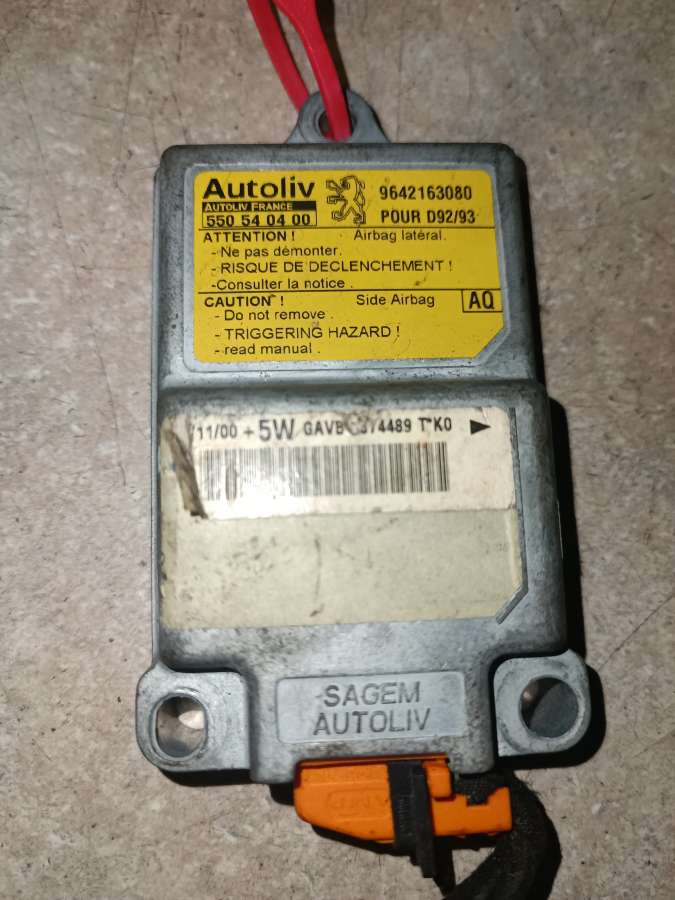 Autoliv
AUTOLIV FRANCE
550 54 0 4 00
9642163080
POUR D92/93
ATTENTION ! Airbag latéral.
- Ne pas démonter.
- RISQUE DE DECLENCHEMENT !
-Consulter la notice .
CAUTION ! Side Airbag AQ
- Do not remove .
- TRIGGERING HAZARD !
- read manual .
11/00 +5W
SAGEM
AUTOLIV